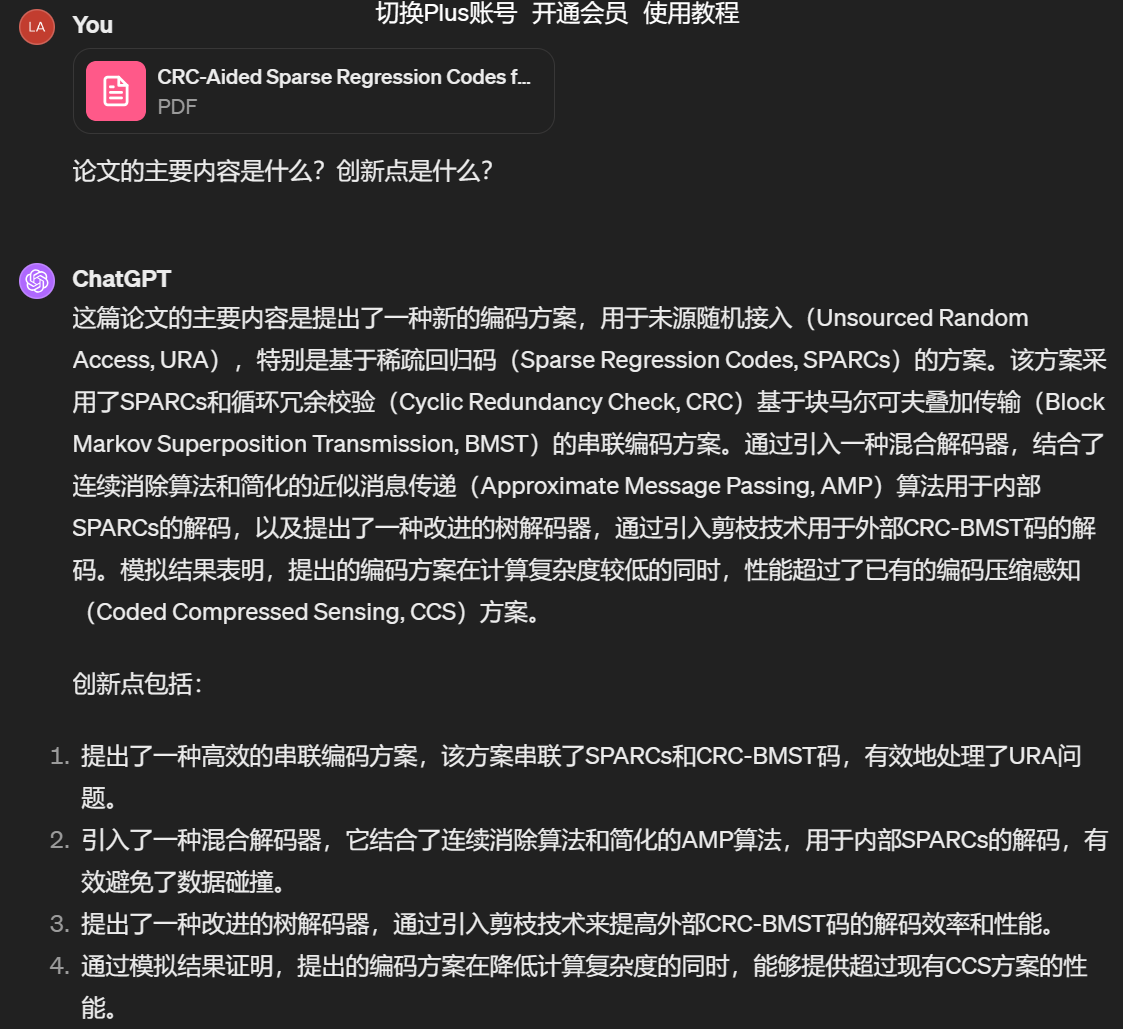 切换Plus账号 开通会员 使用教程
LA
You
CRC-Aided Sparse Regression Codes f...
PDF
论文的主要内容是什么？创新点是什么？
ChatGPT
这篇论文的主要内容是提出了一种新的编码方案，用于未源随机接入（Unsourced Random
Access, URA），特别是基于稀疏回归码（Sparse Regression Codes, SPARCs）的方案。该方案采
用了SPARCs和循环冗余校验（Cyclic Redundancy Check, CRC）基于块马尔可夫叠加传输（Block
Markov Superposition Transmission, BMST）的串联编码方案。通过引入一种混合解码器，结合了
连续消除算法和简化的近似消息传递（Approximate Message Passing, AMP）算法用于内部
SPARCs的解码，以及提出了一种改进的树解码器，通过引入剪枝技术用于外部CRC-BMST码的解
码。模拟结果表明，提出的编码方案在计算复杂度较低的同时，性能超过了已有的编码压缩感知
（Coded Compressed Sensing, CCS）方案。
创新点包括：
1. 提出了一种高效的串联编码方案，该方案串联了SPARCs和CRC-BMST码，有效地处理了URA问
题。
2. 引入了一种混合解码器，它结合了连续消除算法和简化的AMP算法，用于内部SPARCs的解码，有
效避免了数据碰撞。
3. 提出了一种改进的树解码器，通过引入剪枝技术来提高外部CRC-BMST码的解码效率和性能。
4. 通过模拟结果证明，提出的编码方案在降低计算复杂度的同时，能够提供超过现有CCS方案的性
能。